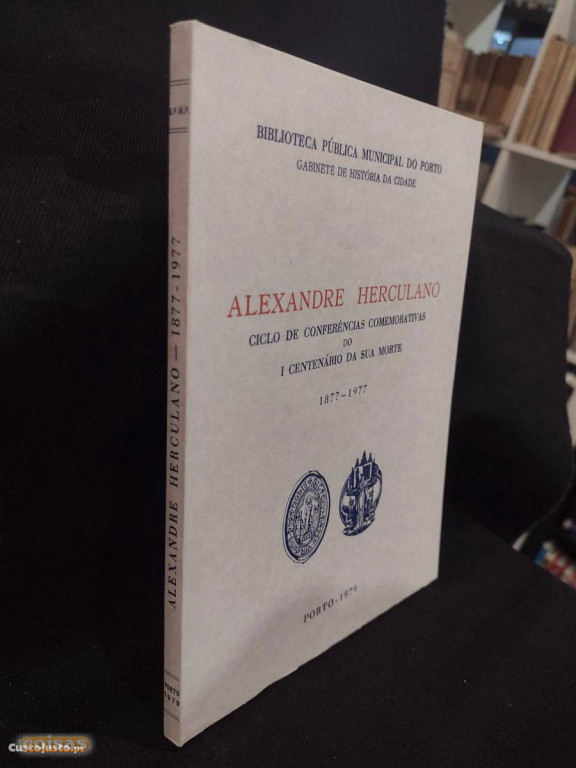 BIBLIOTECA PÚBLICA MUNICIPAL DO PORTO
GABINETE DE HISTÓRIA DA CIDADE
ALEXANDRE HERCULANO
CICLO DE CONFERÊNCIAS COMEMORATIVAS
DO
I CENTENÁRIO DA SUA MORTE
1877-1977
PORTO-1979
B.P.M.P.
ALEXANDRE HERCULANO — 1877-1977
PORTO
1979
coisas
CustoJusto.pt